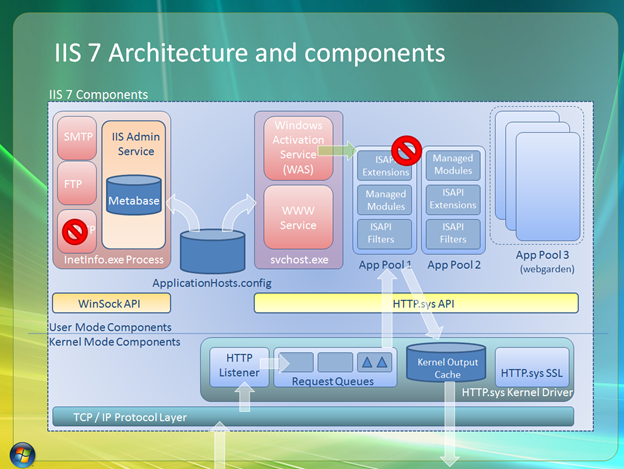 IIS 7 Architecture and components
IIS 7 Components
SMTP
FTP
P
IIS Admin
Service
Metabase
InetInfo.exe Process
ApplicationHosts.config
Windows
Activation
Service
(WAS)
WWW
Service
svchost.exe
ISAPI
Extensions
Managed
Modules
ISAPI
Filters
App Pool 1
Managed
Modules
ISAPI
Extensions
ISAPI
Filters
App Pool 2
App Pool 3
(webgarden)
WinSock API
HTTP.sys API
User Mode Components
Kernel Mode Components
HTTP
Listener
Request Queues
Kernel Output
Cache
HTTP.sys SSL
HTTP.sys Kernel Driver
TCP / IP Protocol Layer